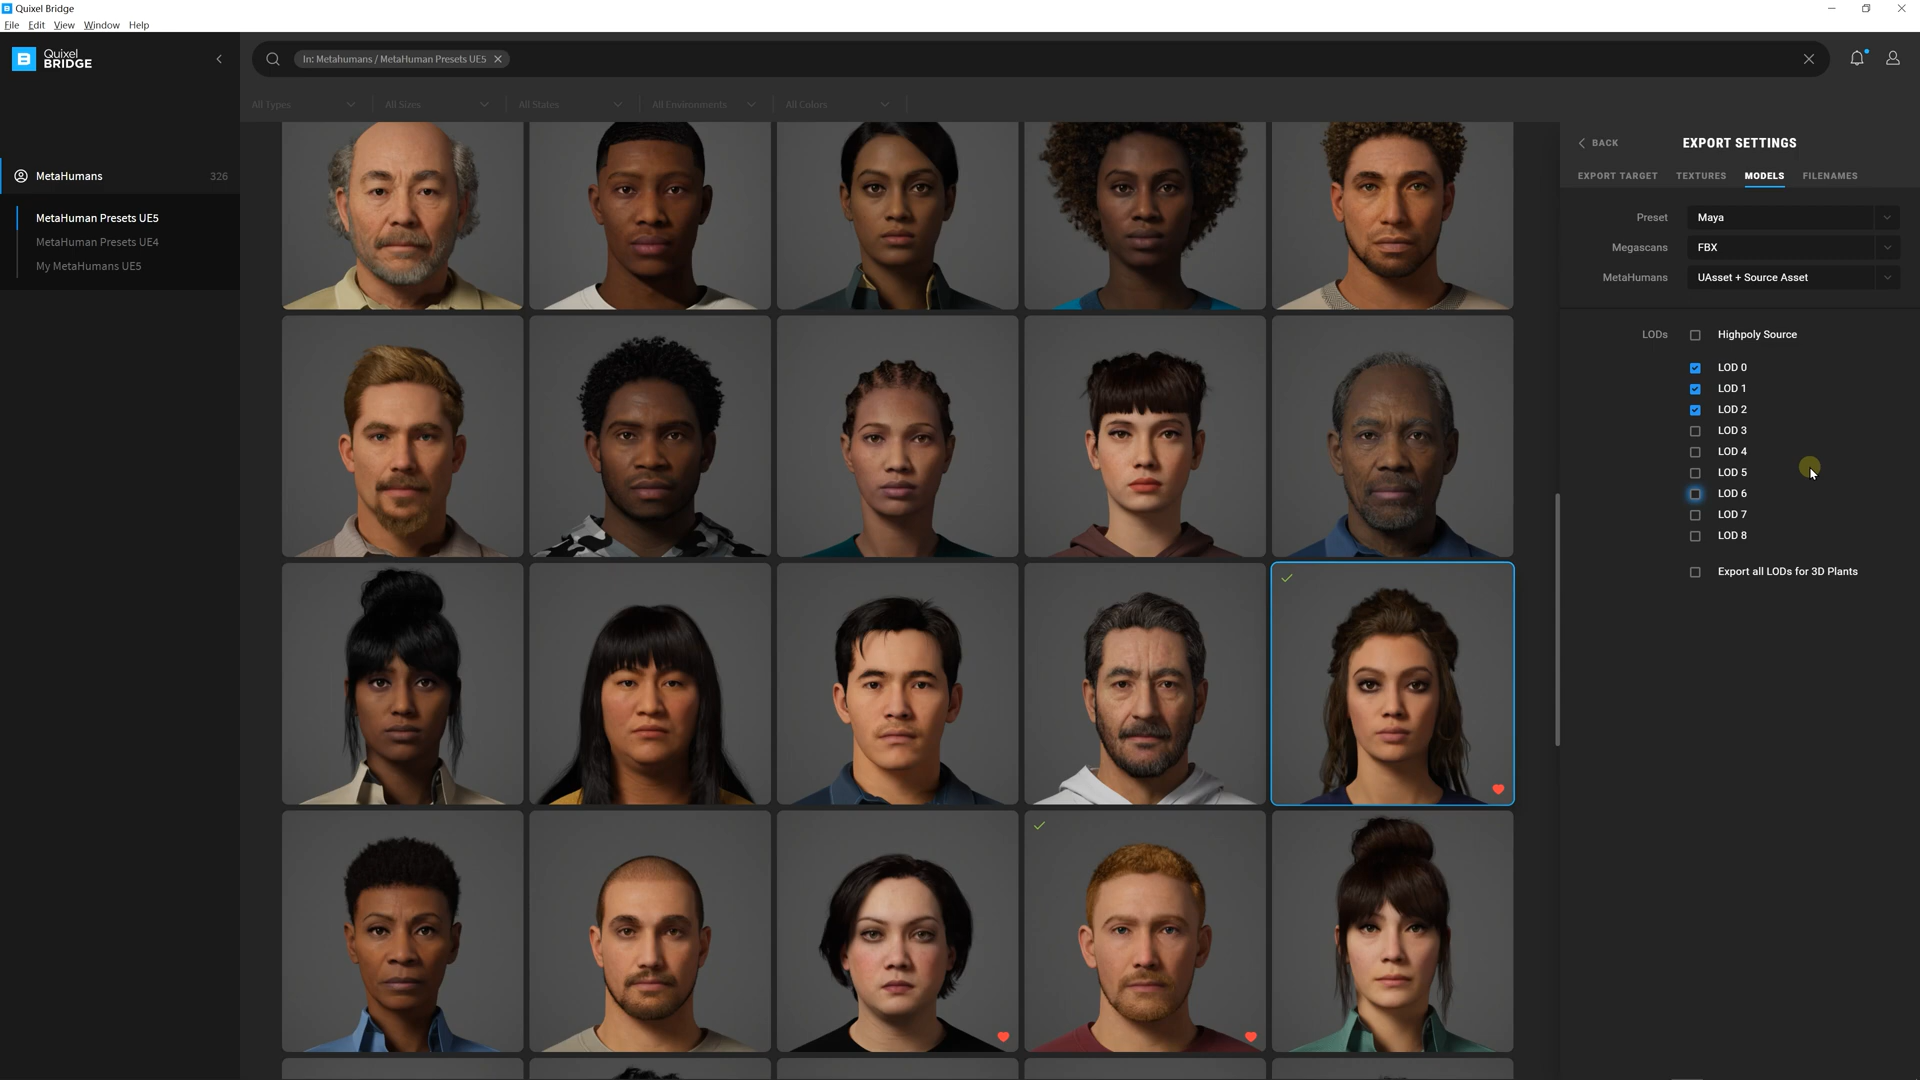 Quixel Bridge
File Edit View Window Help
Quixel
BRIDGE
In: Metahumans / MetaHuman Presets UE5
All Types All Sizes All States All Environments All Colors
MetaHumans 326
MetaHuman Presets UE5
MetaHuman Presets UE4
My MetaHumans UE5
BACK EXPORT SETTINGS
EXPORT TARGET TEXTURES MODELS FILENAMES
Preset Maya
Megascans FBX
MetaHumans UAsset + Source Asset
LODs Highpoly Source
LOD 0
LOD 1
LOD 2
LOD 3
LOD 4
LOD 5
LOD 6
LOD 7
LOD 8
Export all LODs for 3D Plants